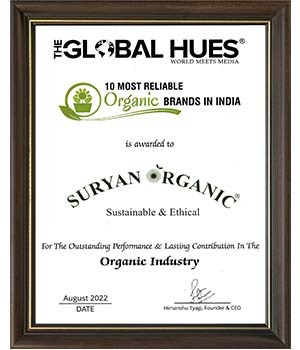 THE GLOBAL HUES®
WORLD MEETS MEDIA
10 MOST RELIABLE
Organic BRANDS IN INDIA
is awarded to
SURYAN ORGANIC®
Sustainable & Ethical
For The Outstanding Performance & Lasting Contribution In The
Organic Industry
August 2022
DATE
Himanshu Tyagi, Founder & CEO